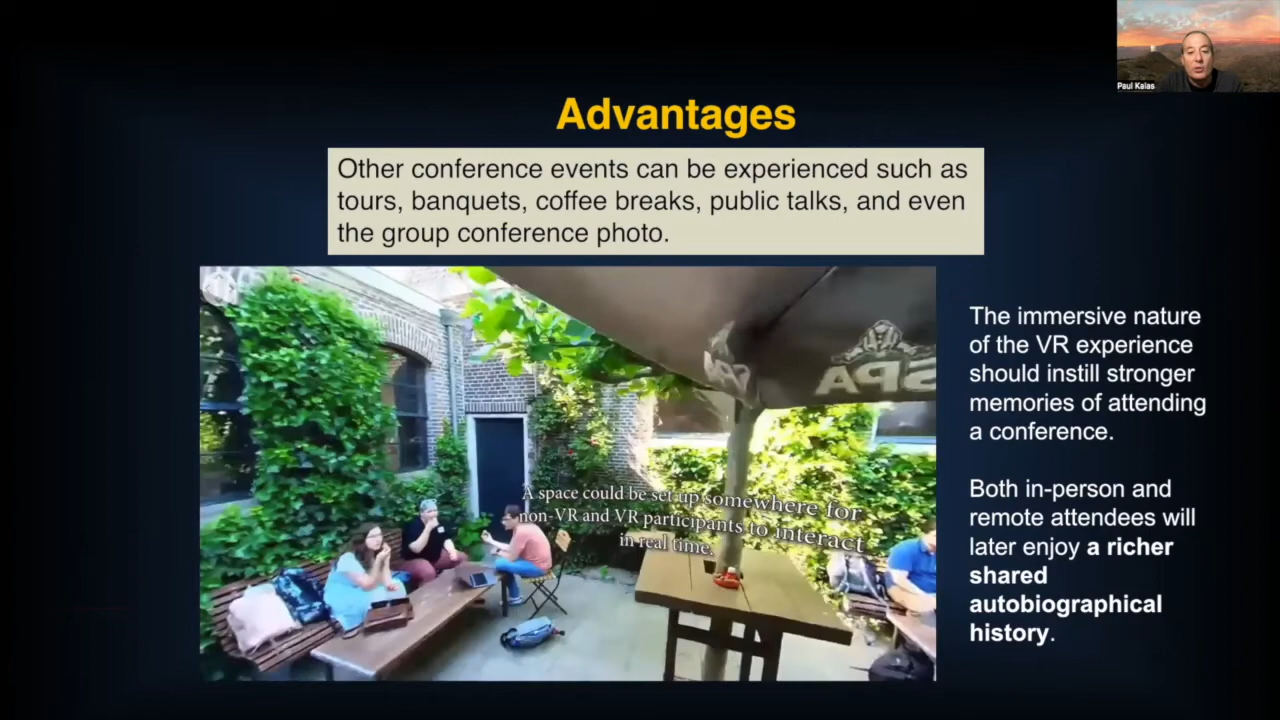 Paul Kalas
Advantages
Other conference events can be experienced such as
tours, banquets, coffee breaks, public talks, and even
the group conference photo.
A space could be set up somewhere for
non-VR and VR participants to interact
in real time.
The immersive nature
of the VR experience
should instill stronger
memories of attending
a conference.
Both in-person and
remote attendees will
later enjoy a richer
shared
autobiographical
history.